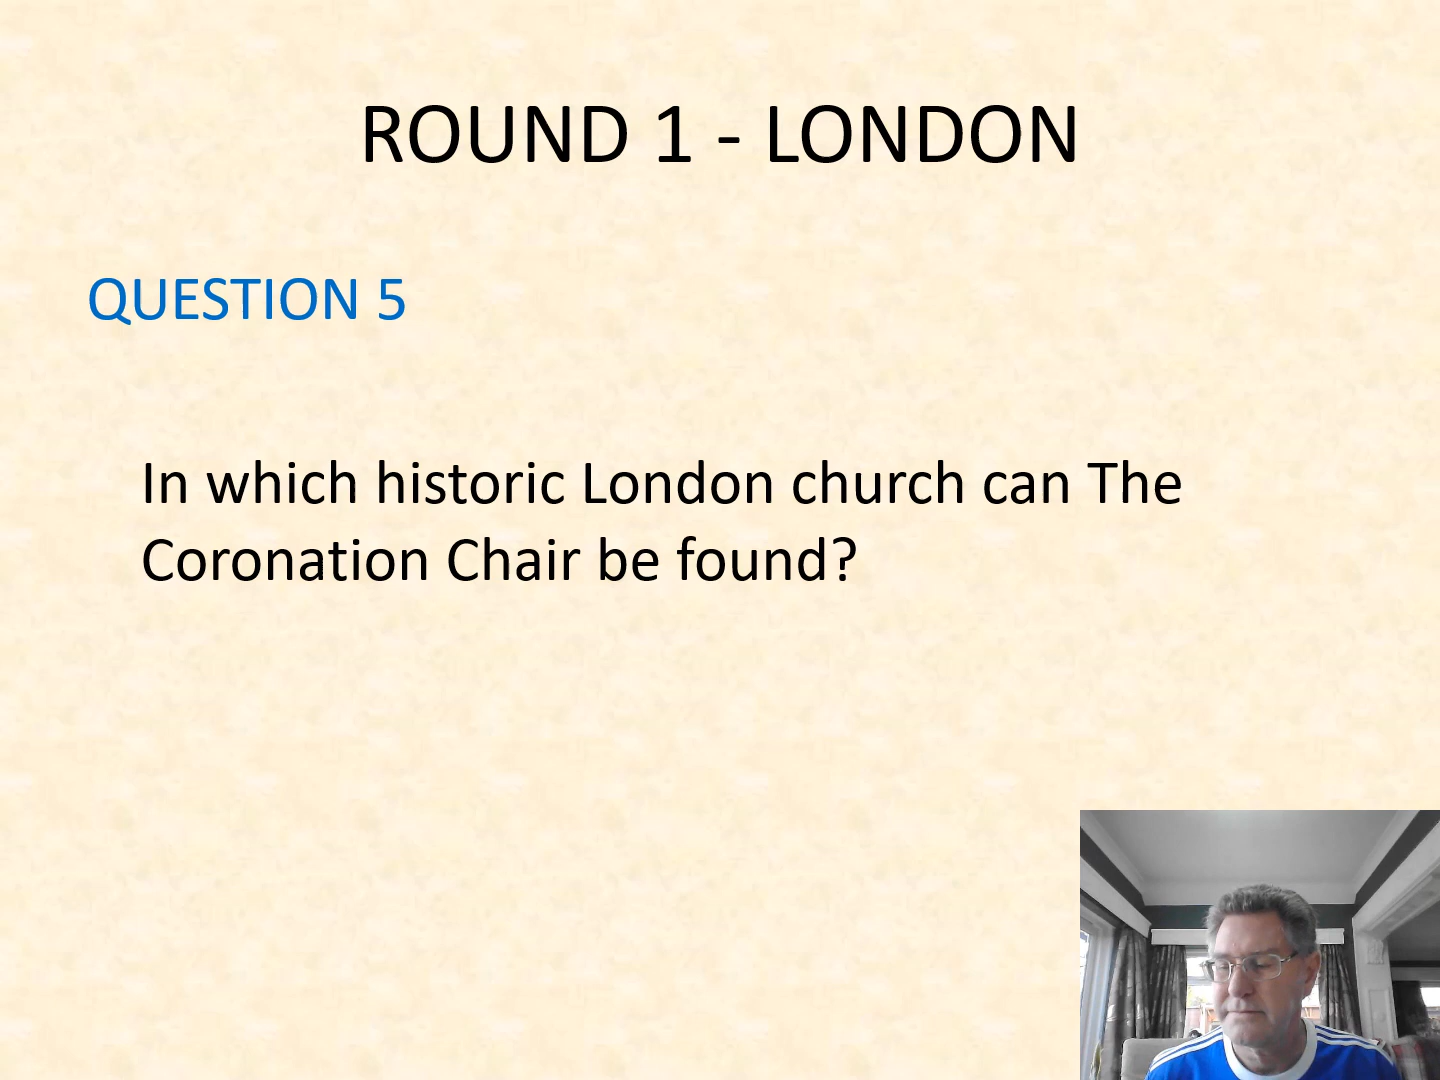 ROUND 1 - LONDON
QUESTION 5
In which historic London church can The
Coronation Chair be found?